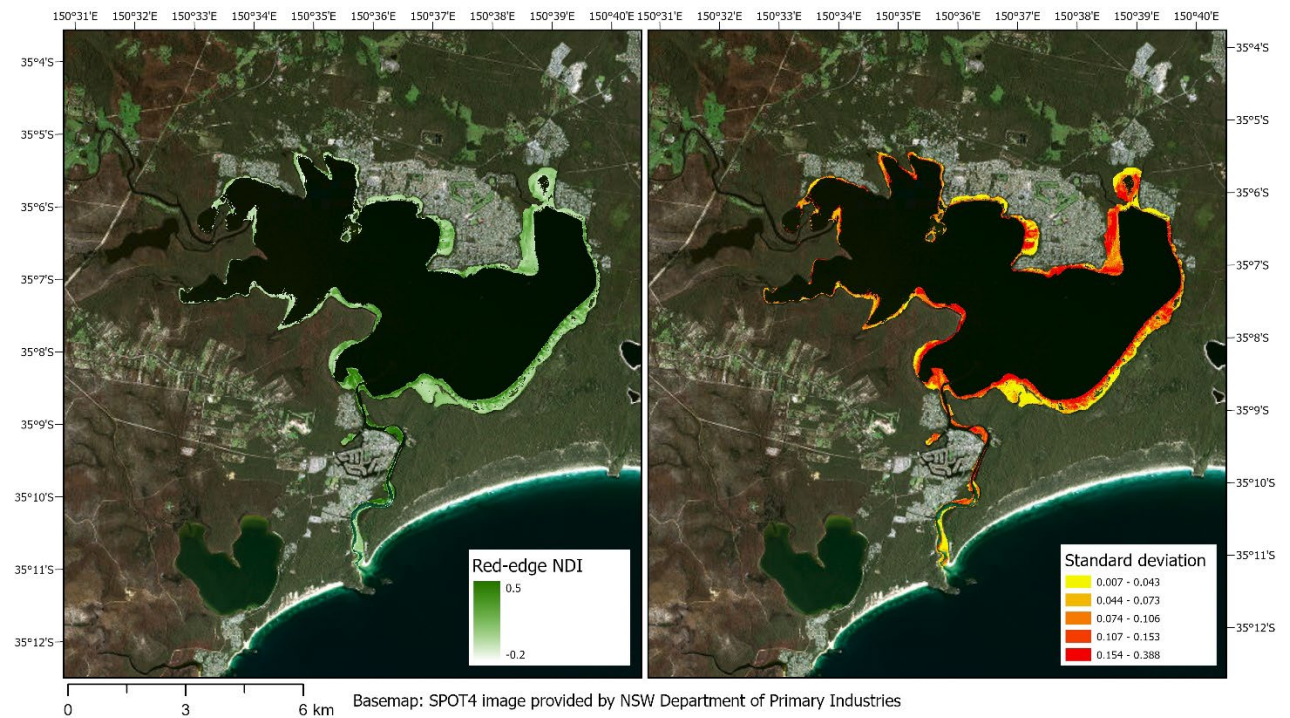 150°31'E 150°32'E 150°33'E 150°34'E 150°35'E 150°36'E 150°37'E 150°38'E 150°39'E 150°40'E
150°31'E 150°32'E 150°33'E 150°34'E 150°35'E 150°36'E 150°37'E 150°38'E 150°39'E 150°40'E
35°4'S
35°5'S
35°6'S
35°7'S
35°8'S
35°9'S
35°10'S
35°11'S
35°12'S
Red-edge NDI
0.5
-0.2
35°4'S
35°5'S
35°6'S
35°7'S
35°8'S
35°9'S
35°10'S
35°11'S
35°12'S
Standard deviation
0.007 - 0.043
0.044 - 0.073
0.074 - 0.106
0.107 - 0.153
0.154 - 0.388
0 3 6 km
Basemap: SPOT4 image provided by NSW Department of Primary Industries